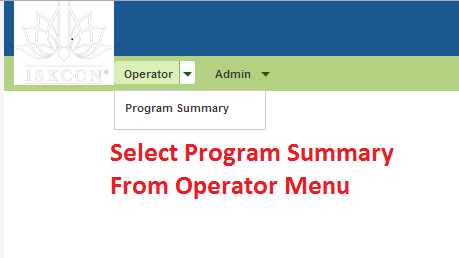 ISKCON®
Operator Admin
Program Summary
Select Program Summary
From Operator Menu